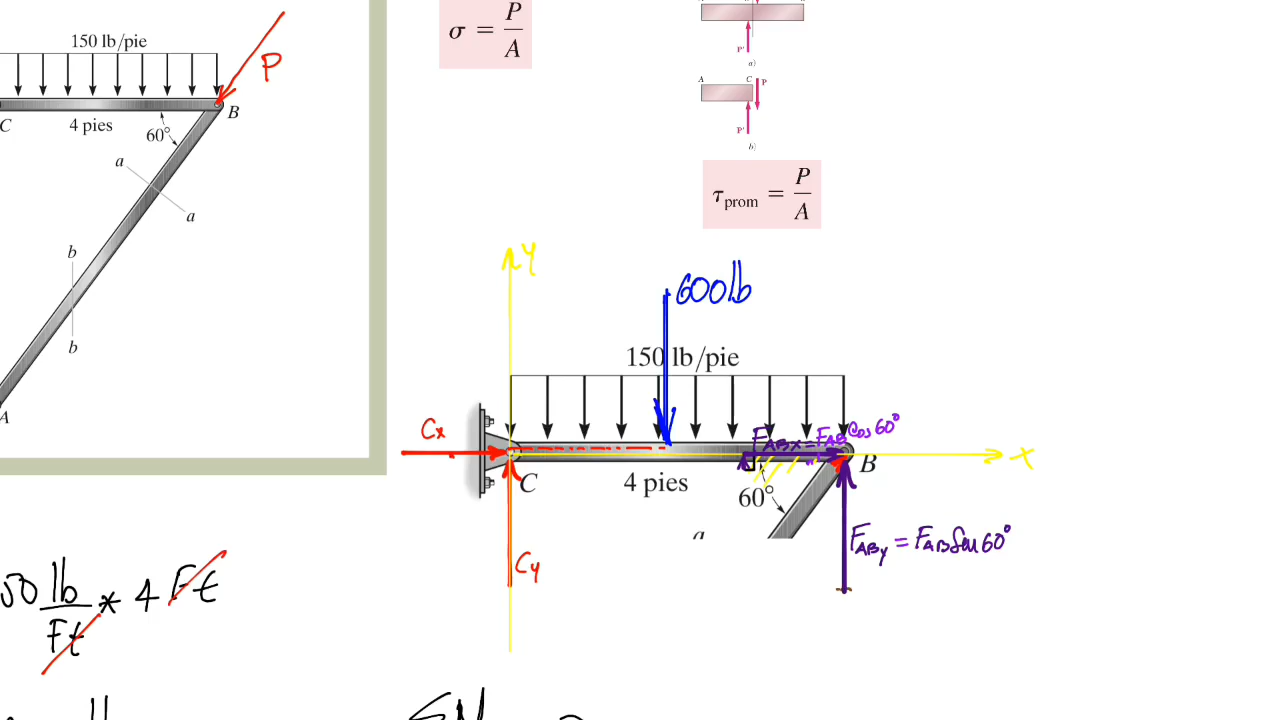 150 lb/pie
P
C
4 pies
60°
B
a
a
b
b
A
σ = P/A
P'
a)
A
C
P
P'
b)
τprom = P/A
Y
600lb
150 lb/pie
Cx
FABx = FAB Cos 60°
X
C
4 pies
60°
B
a
Cy
FABy = FAB Sen 60°
50 lb/Ft * 4 Ft